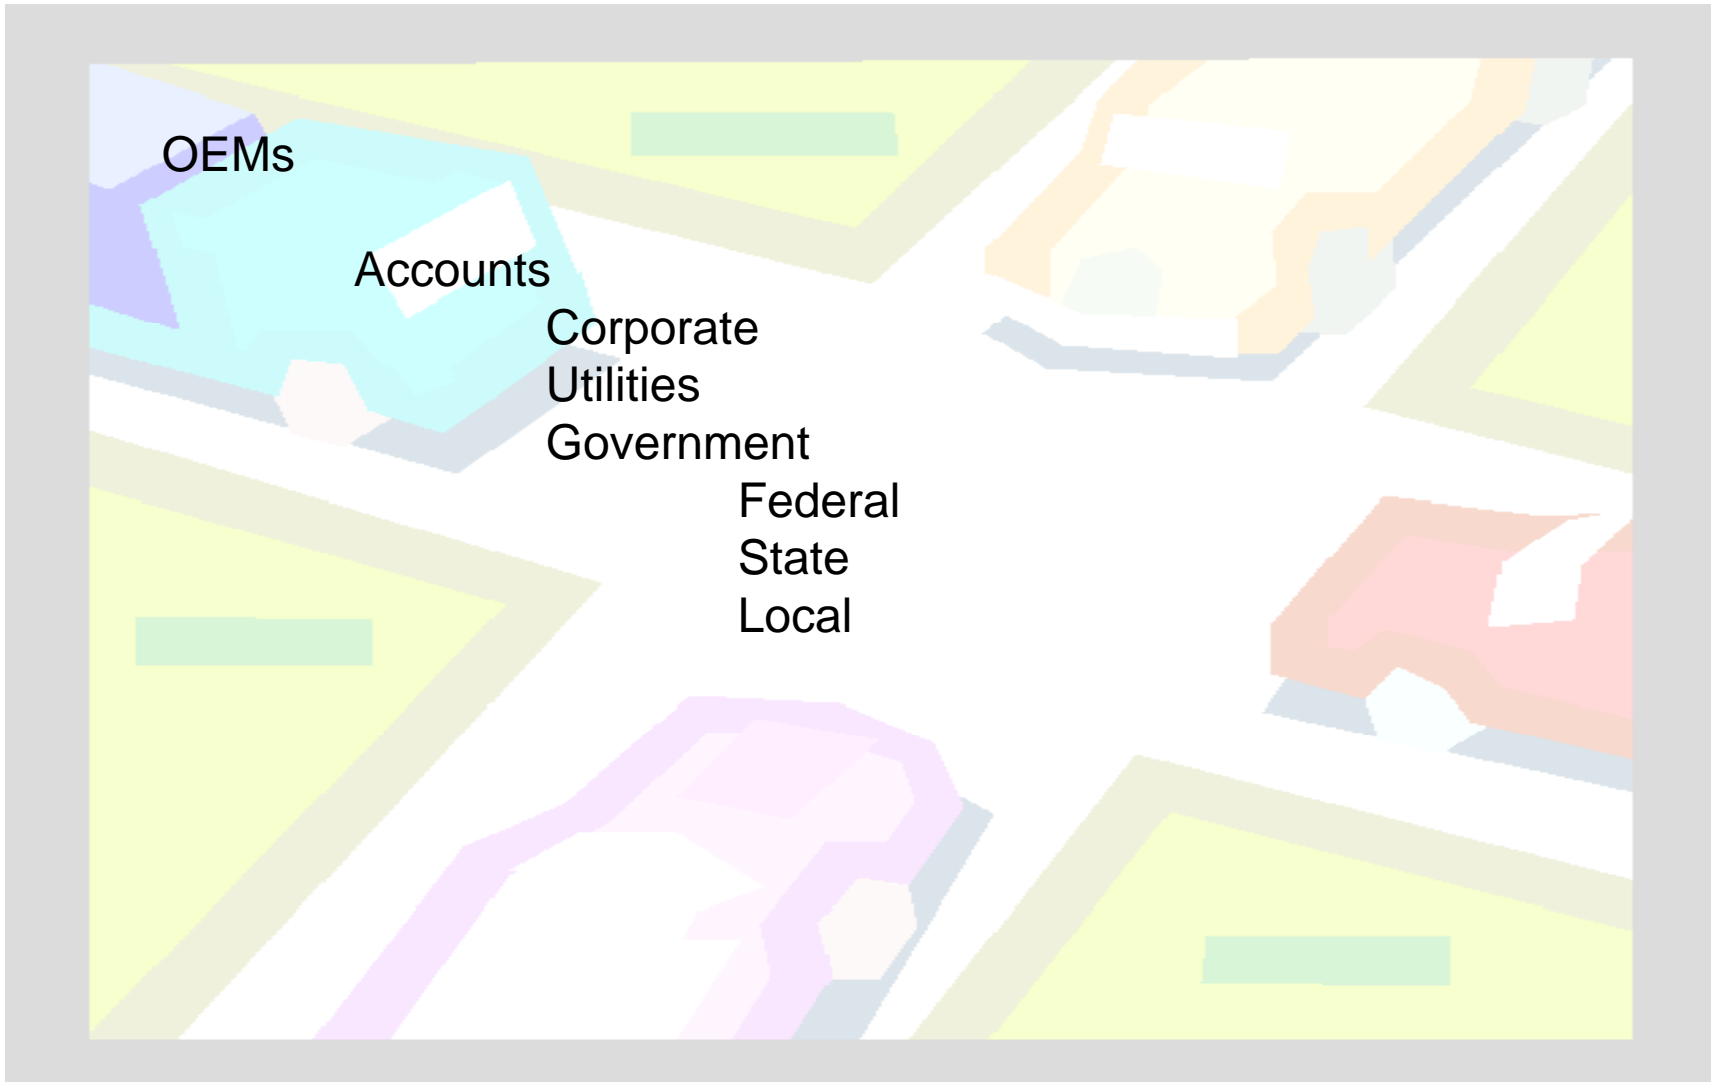 OEMs
Accounts
Corporate
Utilities
Government
Federal
State
Local